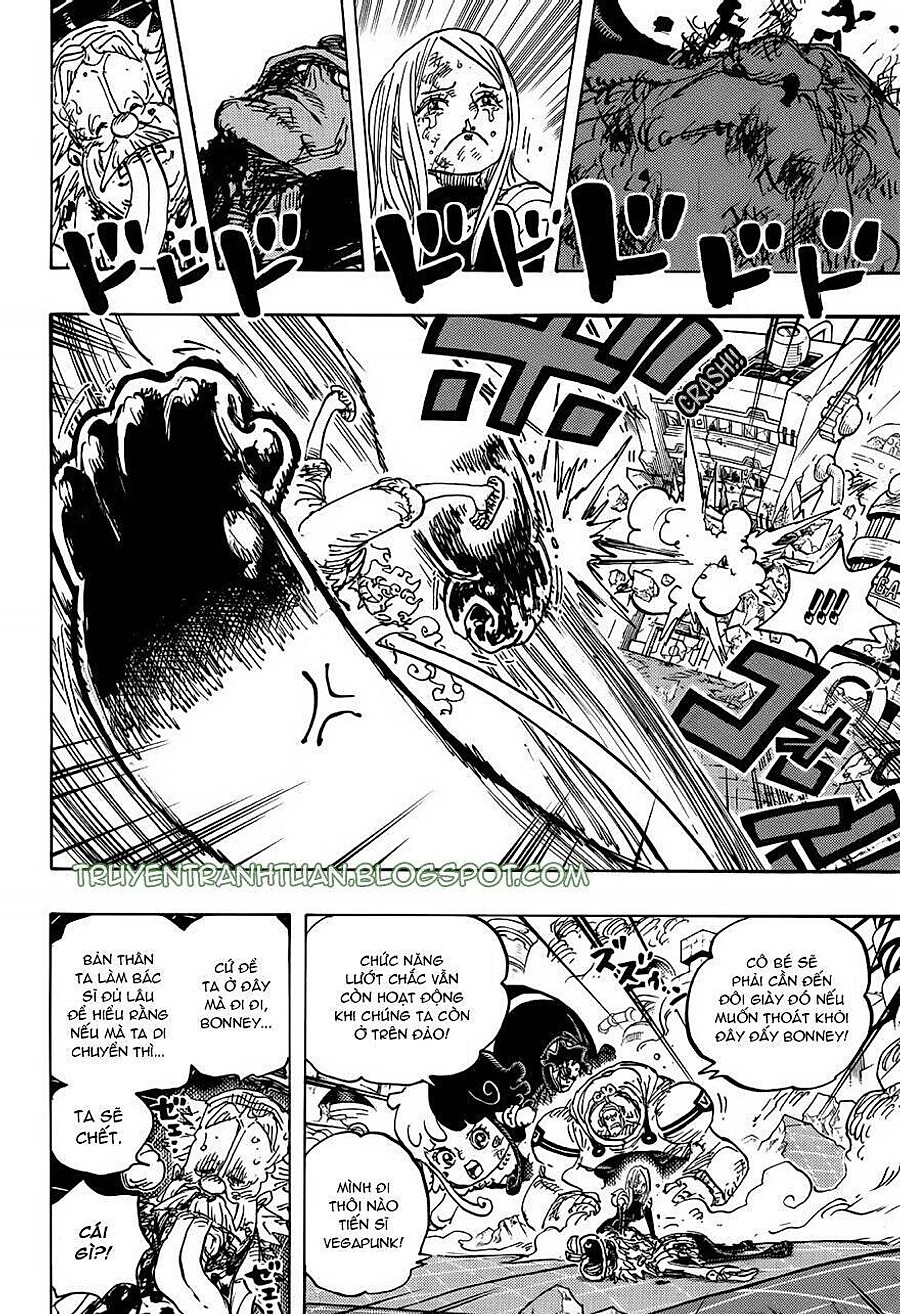 ド ド ド ド ド ド ド ド ド
ボ
CRASH!!
!!!
TRUYENTRANHTUAN.BLOGSPOT.COM
CÔ BÉ SẼ
PHẢI CẦN ĐẾN
ĐÔI GIÀY ĐÓ NẾU
MUỐN THOÁT KHỎI
ĐÂY ĐẤY BONNEY!
CHỨC NĂNG
LƯỚT CHẮC VẪN
CÒN HOẠT ĐỘNG
KHI CHÚNG TA CÒN
Ở TRÊN ĐẢO!
MÌNH ĐI
THÔI NÀO
TIẾN SĨ
VEGAPUNK!
CỨ ĐỂ
TA Ở ĐÂY
MÀ ĐI ĐI,
BONNEY...
BẢN THÂN
TA LÀM BÁC
SĨ ĐỦ LÂU
ĐỂ HIỂU RẰNG
NẾU MÀ TA DI
CHUYỂN THÌ...
TA SẼ
CHẾT.
CÁI
GÌ?!